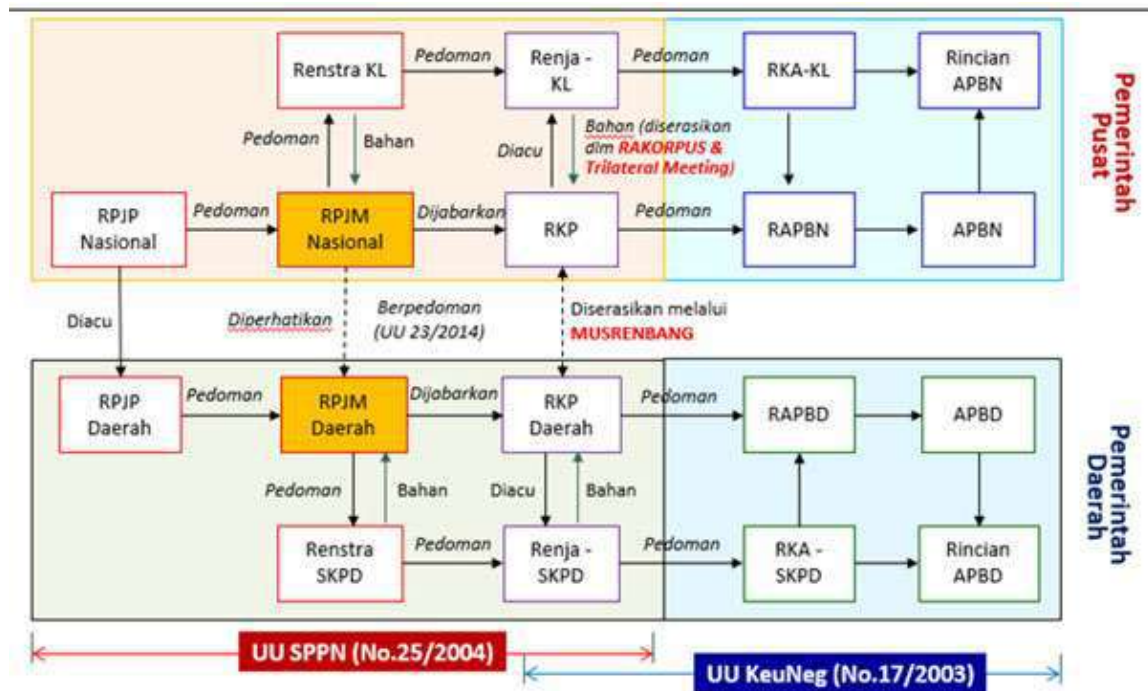 Renstra KL
Pedoman
Renja -
KL
Pedoman
RKA-KL
Rincian
APBN
Pedoman
Bahan
Diacu
Bahan (diserasikan
dlm RAKORPUS &
Trilateral Meeting)
RPJP
Nasional
Pedoman
RPJM
Nasional
Dijabarkan
RKP
Pedoman
RAPBN
APBN
Pemerintah
Pusat
Diacu
Diperhatikan
Berpedoman
(UU 23/2014)
Diserasikan melalui
MUSRENBANG
RPJP
Daerah
Pedoman
RPJM
Daerah
Dijabarkan
RKP
Daerah
Pedoman
RAPBD
APBD
Pedoman
Bahan
Diacu
Bahan
Renstra
SKPD
Pedoman
Renja -
SKPD
Pedoman
RKA -
SKPD
Rincian
APBD
Pemerintah
Daerah
UU SPPN (No.25/2004)
UU KeuNeg (No.17/2003)